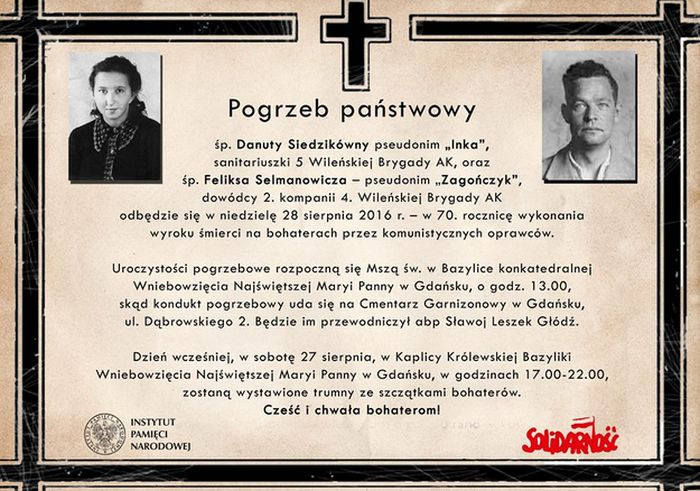 Pogrzeb państwowy
śp. Danuty Siedzikówny pseudonim „Inka”,
sanitariuszki 5 Wileńskiej Brygady AK, oraz
śp. Feliksa Selmanowicza – pseudonim „Zagończyk”,
dowódcy 2. kompanii 4. Wileńskiej Brygady AK
odbędzie się w niedzielę 28 sierpnia 2016 r. – w 70. rocznicę wykonania
wyroku śmierci na bohaterach przez komunistycznych oprawców.
Uroczystości pogrzebowe rozpoczną się Mszą św. w Bazylice konkatedralnej
Wniebowzięcia Najświętszej Maryi Panny w Gdańsku, o godz. 13.00,
skąd kondukt pogrzebowy uda się na Cmentarz Garnizonowy w Gdańsku,
ul. Dąbrowskiego 2. Będzie im przewodniczył abp Sławoj Leszek Głódź.
Dzień wcześniej, w sobotę 27 sierpnia, w Kaplicy Królewskiej Bazyliki
Wniebowzięcia Najświętszej Maryi Panny w Gdańsku, w godzinach 17.00-22.00,
zostaną wystawione trumny ze szczątkami bohaterów.
Cześć i chwała bohaterom!
INSTYTUT
PAMIĘCI
NARODOWEJ
SOLIDARNOŚĆ